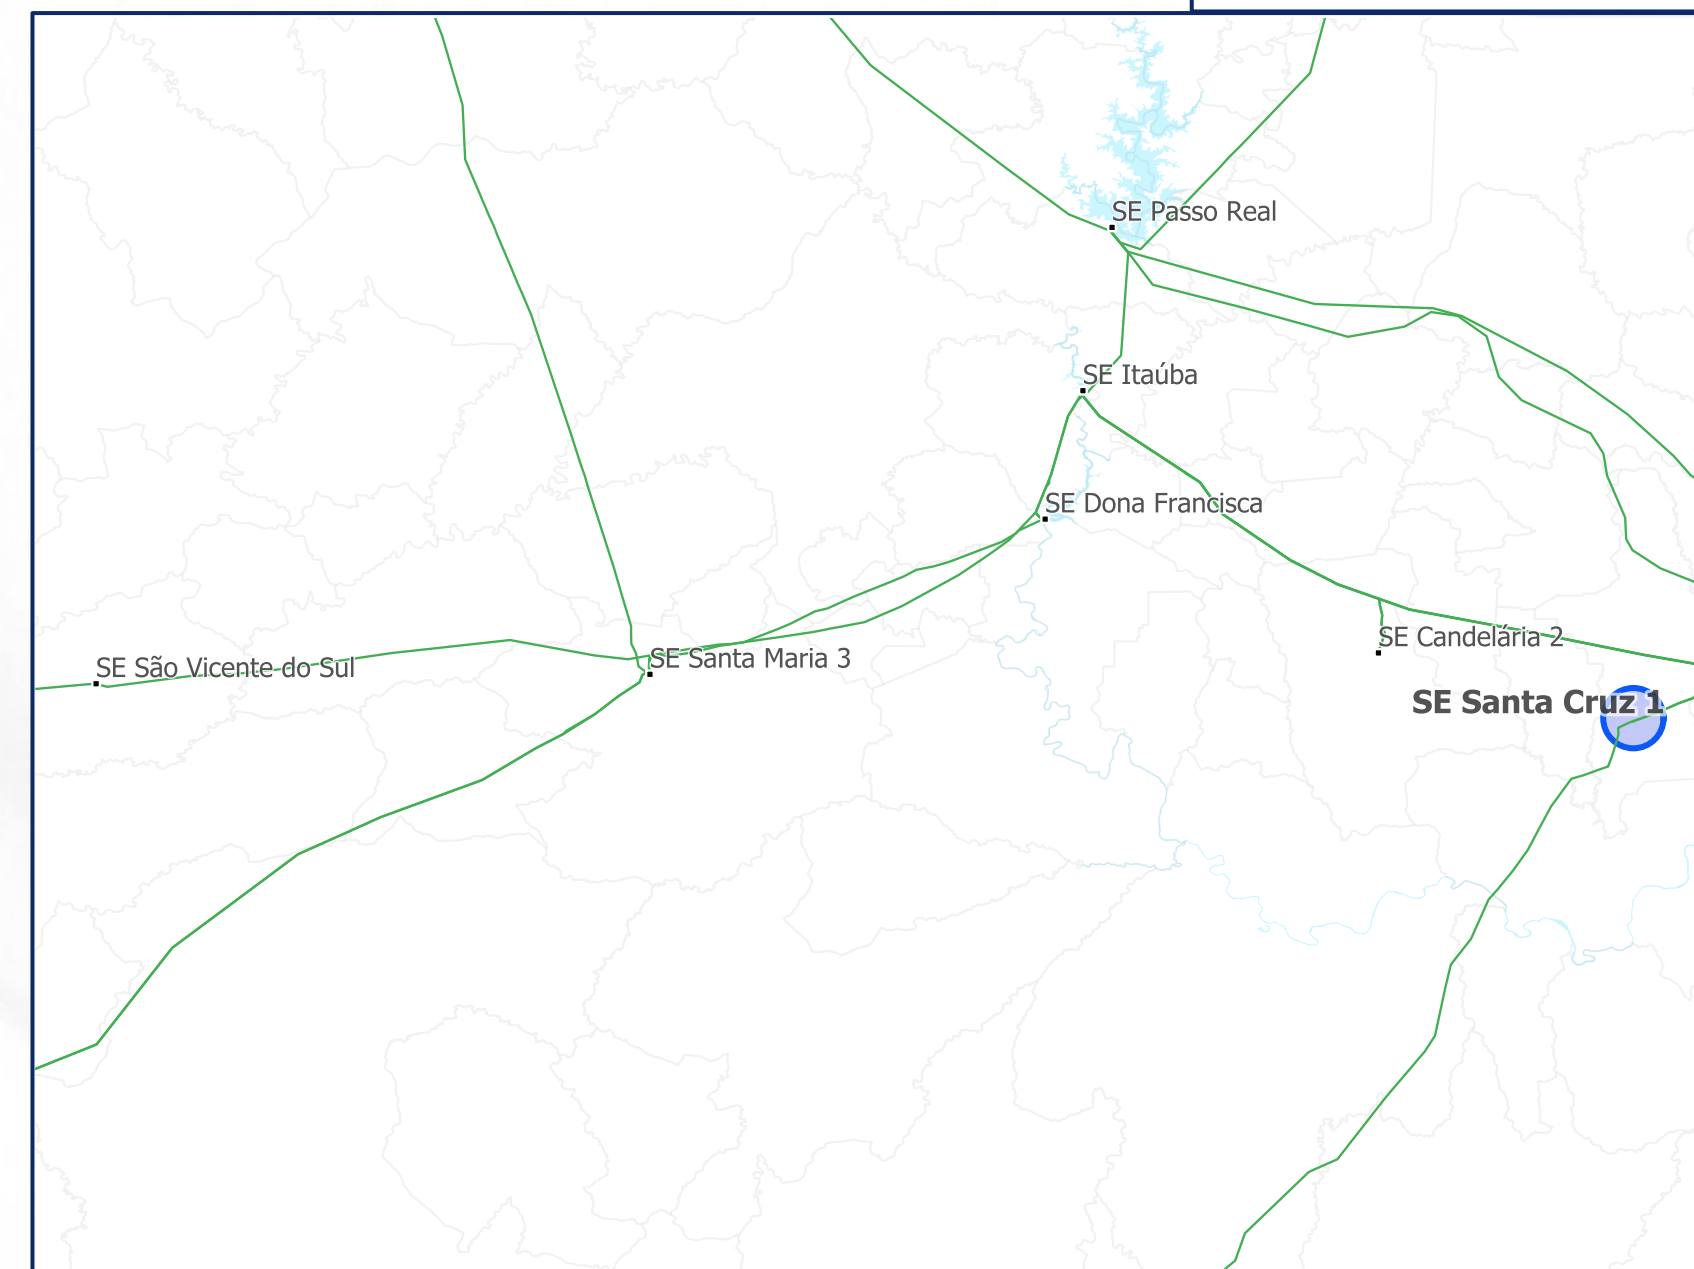 SE Passo Real
SE Itaúba
SE Dona Francisca
SE Candelária 2
SE Santa Maria 3
SE São Vicente do Sul
SE Santa Cruz 1